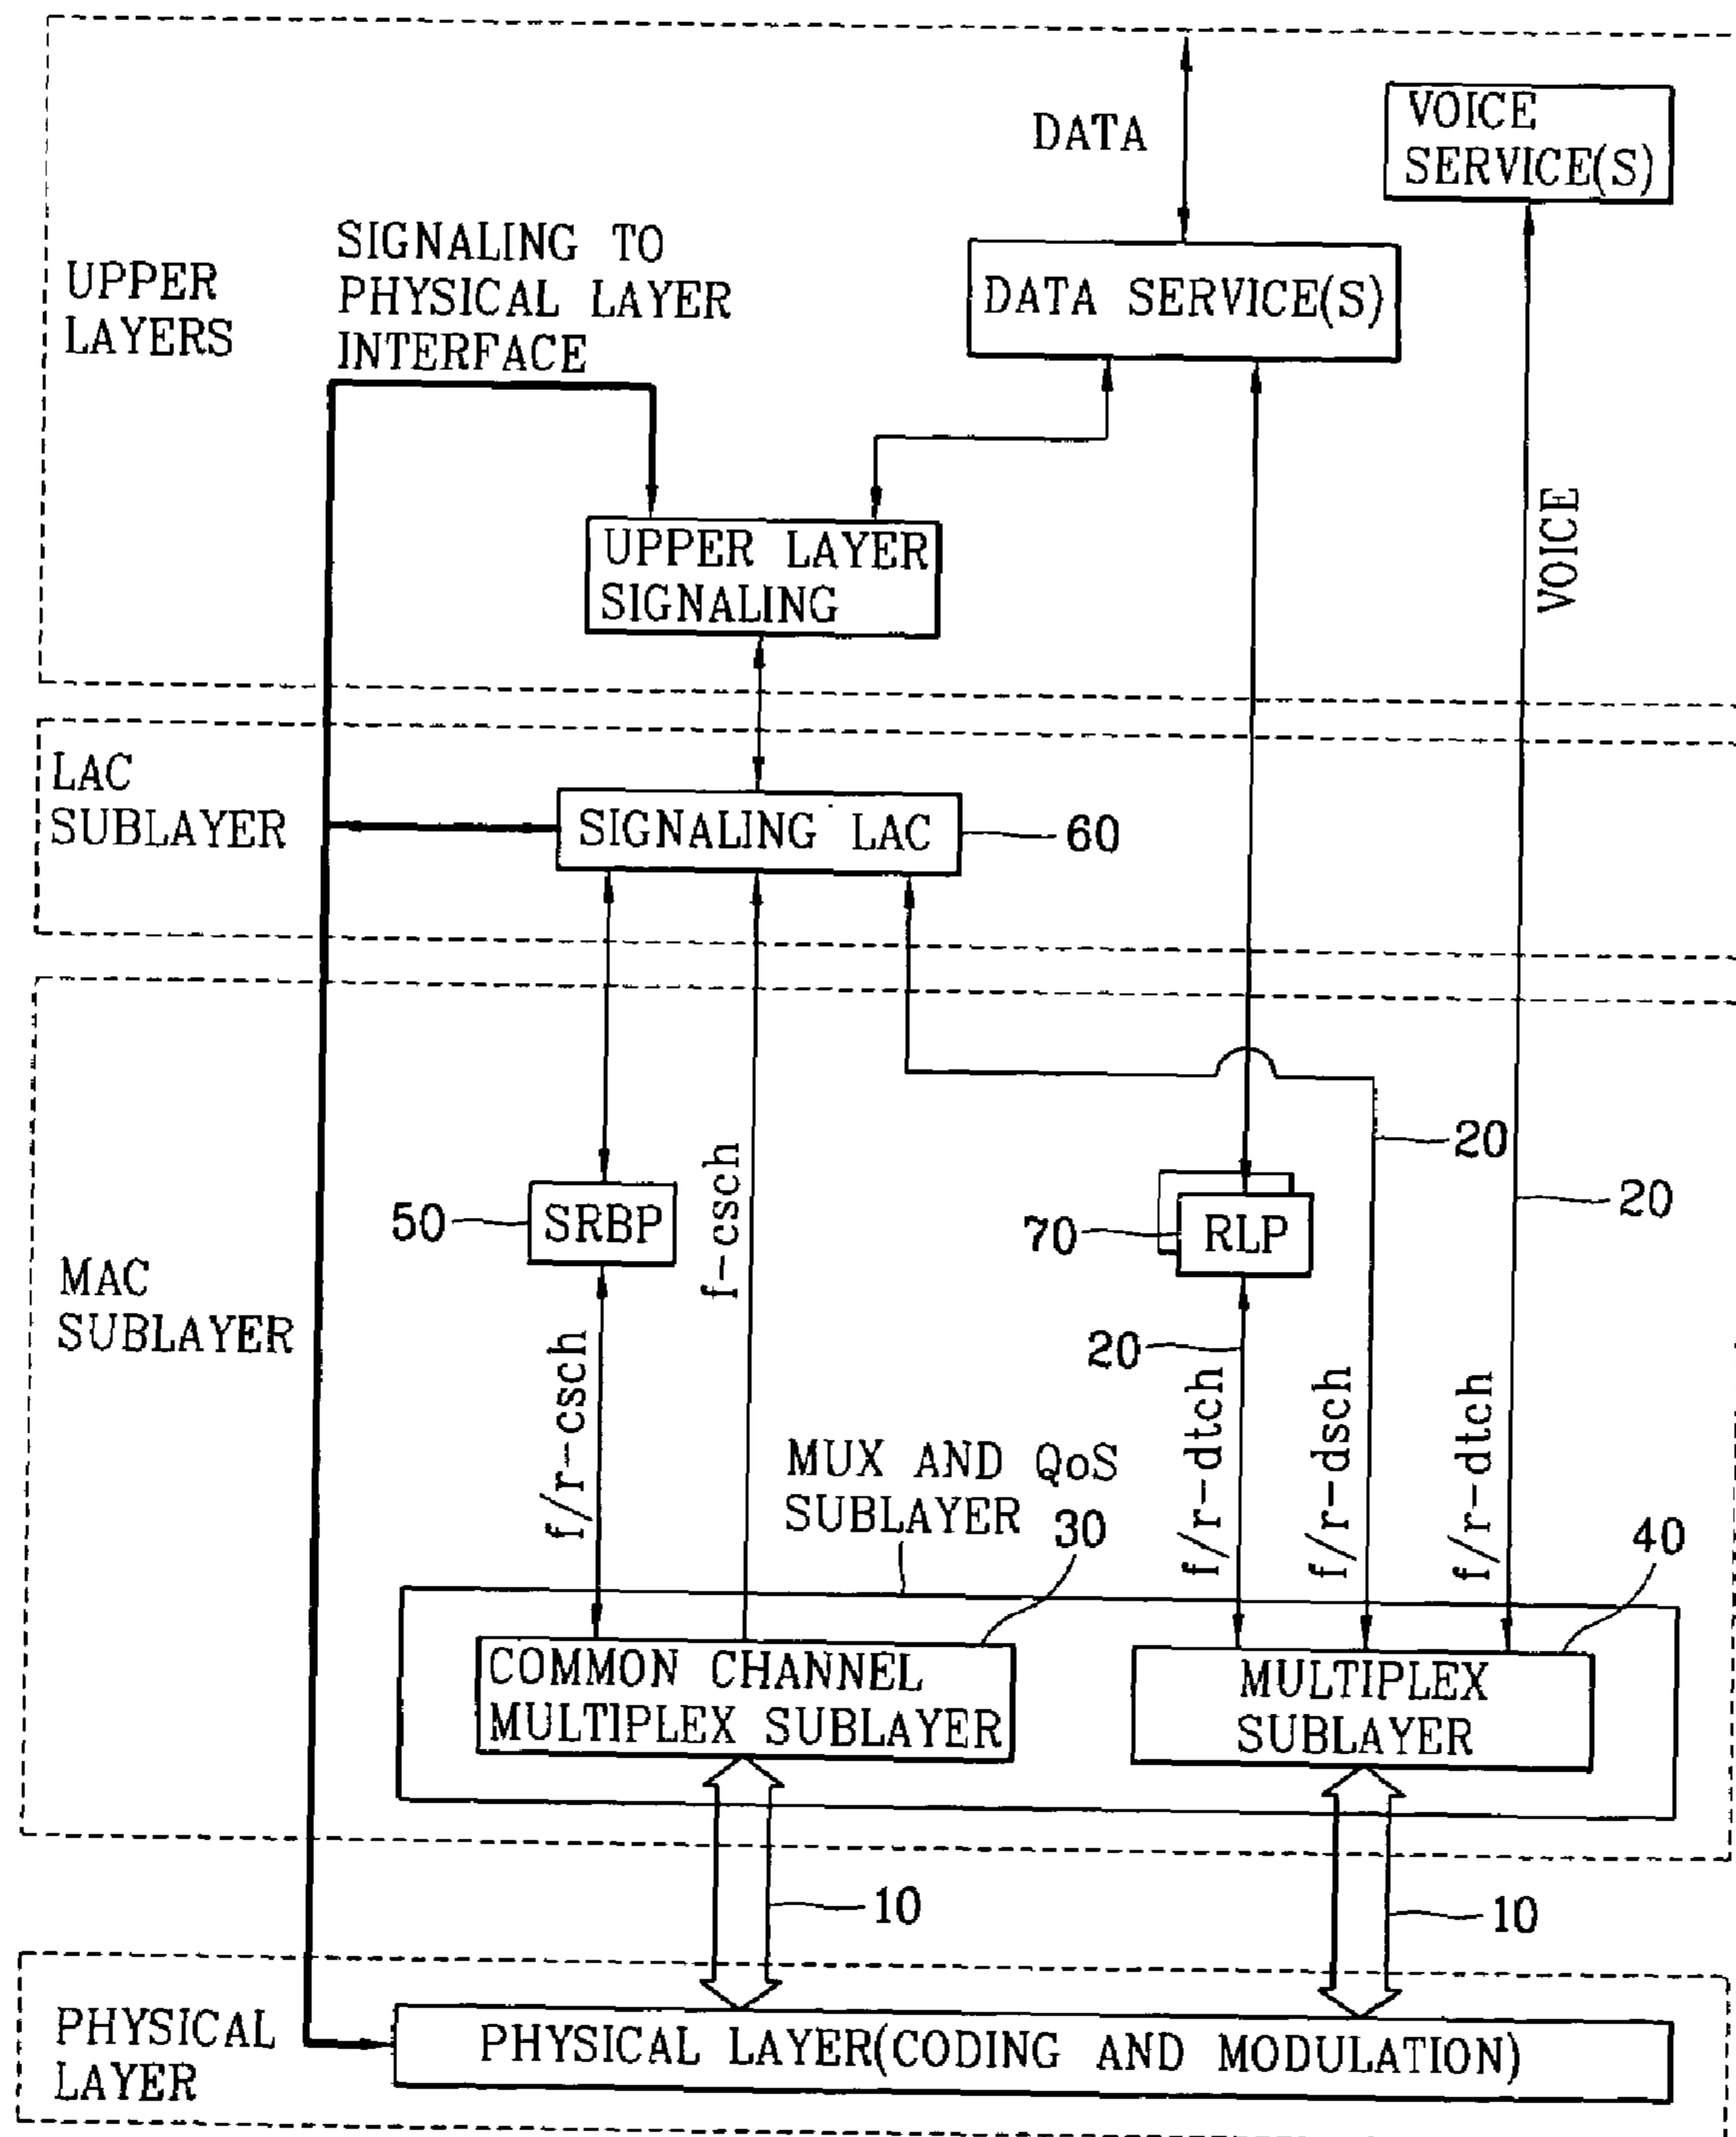 DATA
VOICE
SERVICE(S)
SIGNALING TO
PHYSICAL LAYER
INTERFACE
UPPER
LAYERS
DATA SERVICE(S)
VOICE
UPPER LAYER
SIGNALING
LAC
SUBLAYER
SIGNALING LAC
60
20
20
f-csch
50
SRBP
70
RLP
MAC
SUBLAYER
20
f/r-csch
f/r-dtch
f/r-dsch
f/r-dtch
MUX AND QoS
SUBLAYER
30
40
COMMON CHANNEL
MULTIPLEX SUBLAYER
MULTIPLEX
SUBLAYER
10
10
PHYSICAL
LAYER
PHYSICAL LAYER(CODING AND MODULATION)